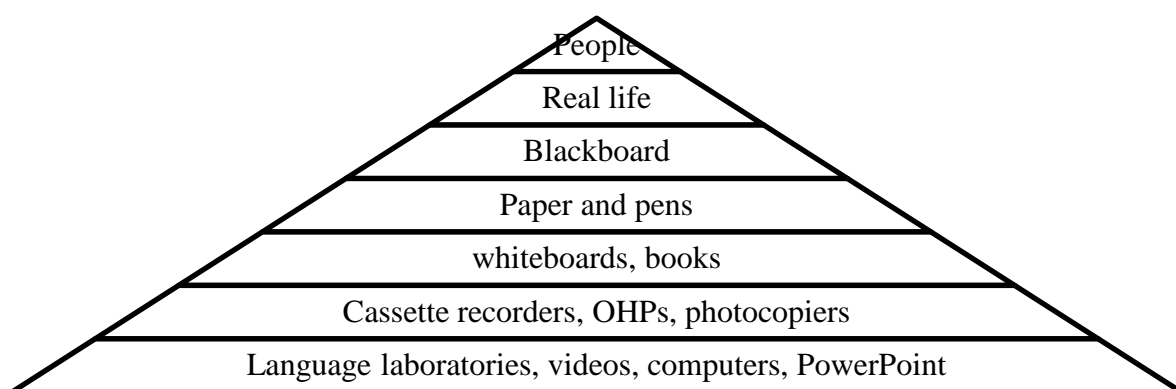 People
Real life
Blackboard
Paper and pens
whiteboards, books
Cassette recorders, OHPs, photocopiers
Language laboratories, videos, computers, PowerPoint